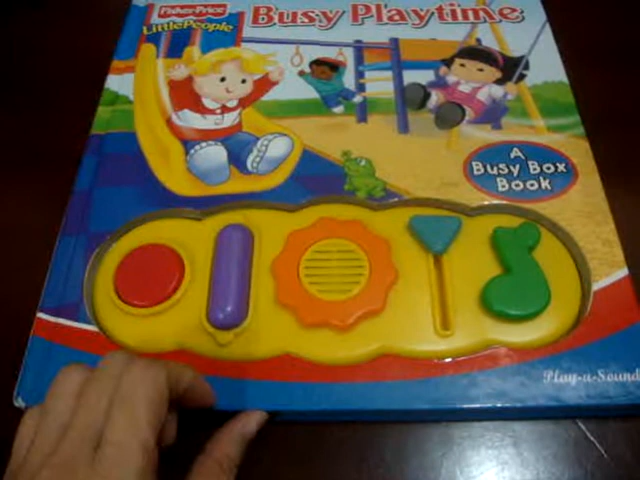 Fisher-Price
Little People
Busy Playtime
A
Busy Box
Book
Play-a-Sound